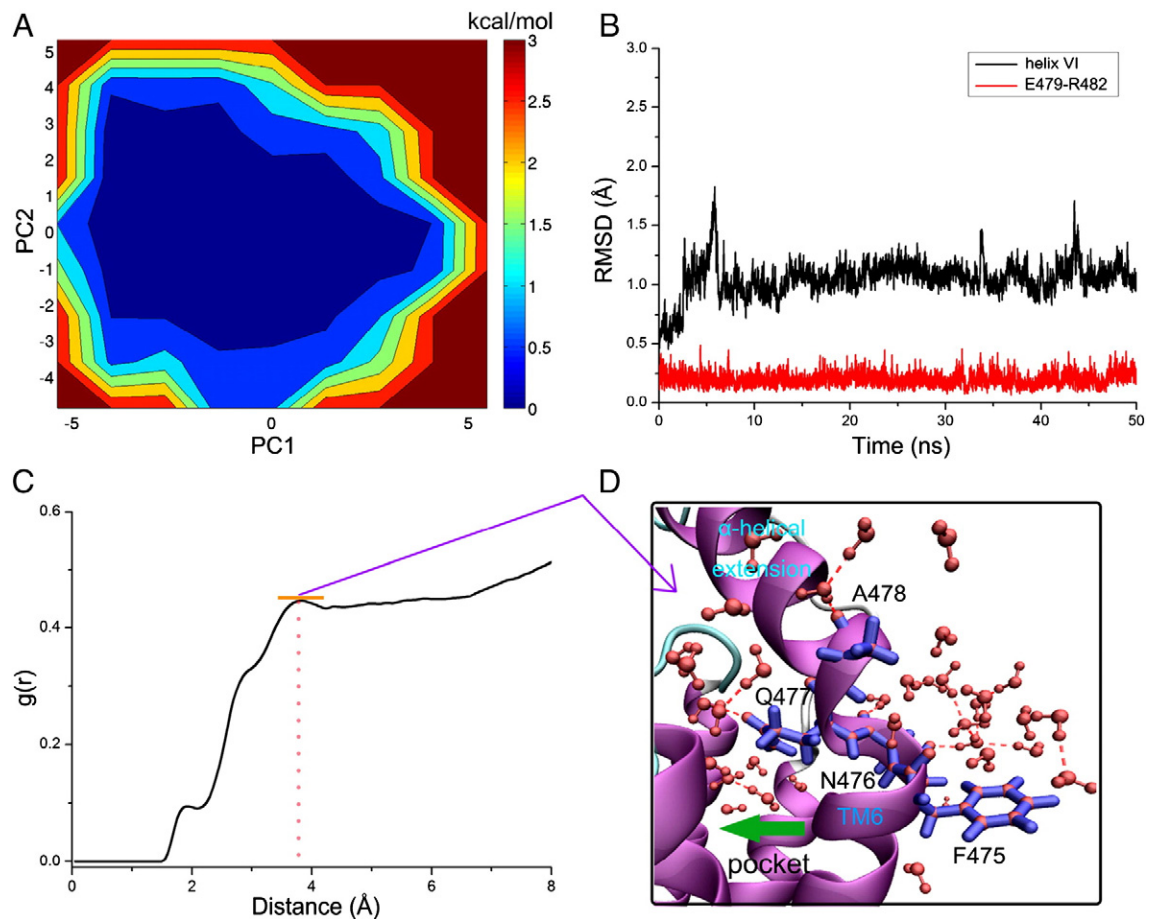 A
kcal/mol
5
4
3
2
1
0
-1
-2
-3
-4
PC2
-5
0
5
PC1
3
2.5
2
1.5
1
0.5
0
B
helix VI
E479-R482
3.0
2.5
2.0
1.5
1.0
0.5
0.0
RMSD (Å)
0
10
20
30
40
50
Time (ns)
C
0.6
0.4
0.2
0.0
g(r)
0
2
4
6
8
Distance (Å)
D
α-helical
extension
A478
Q477
N476
TM6
F475
pocket